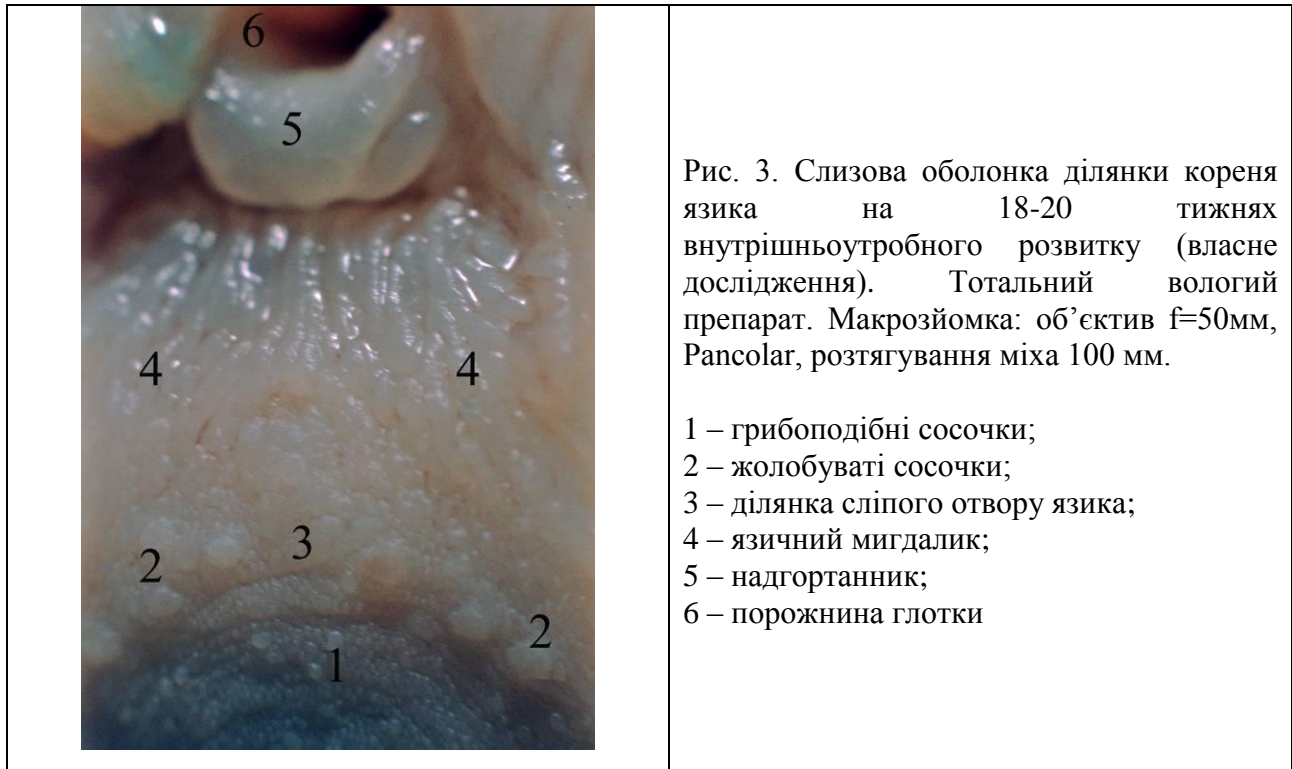 6
5
4 4
3
2
2
1
Рис. 3. Слизова оболонка ділянки кореня
язика на 18-20 тижнях
внутрішньоутробного розвитку (власне
дослідження). Тотальний вологий
препарат. Макрозйомка: об’єктив f=50мм,
Pancolar, розтягування міха 100 мм.
1 – грибоподібні сосочки;
2 – жолобуваті сосочки;
3 – ділянка сліпого отвору язика;
4 – язичний мигдалик;
5 – надгортанник;
6 – порожнина глотки